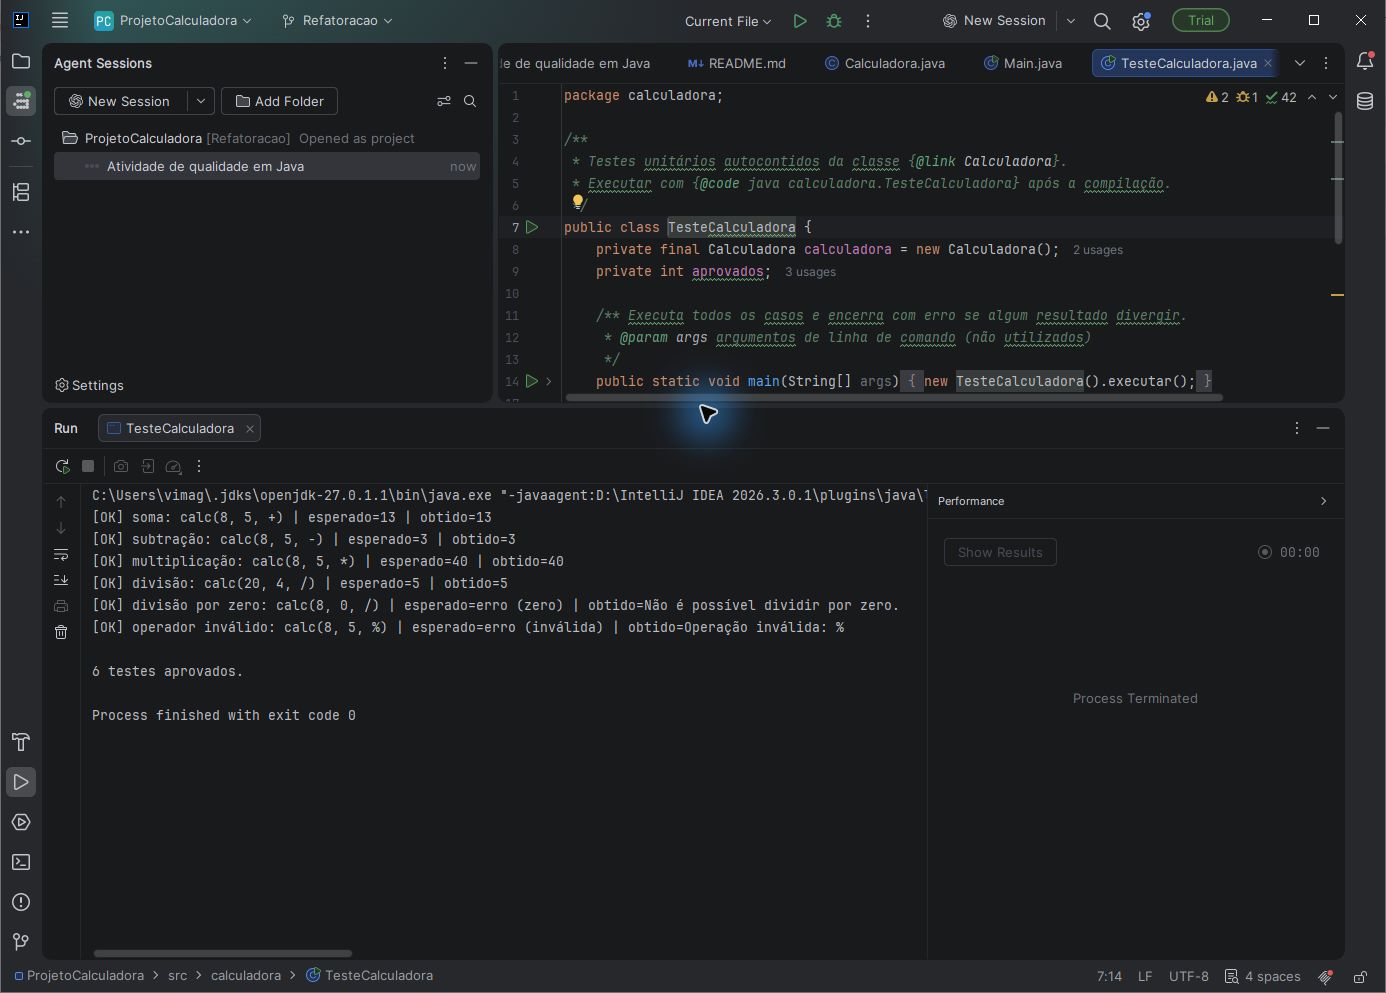 PC ProjetoCalculadora Refatoracao Current File New Session Trial
Agent Sessions
New Session Add Folder
ProjetoCalculadora [Refatoracao] Opened as project
Atividade de qualidade em Java now
Settings
de de qualidade em Java README.md Calculadora.java Main.java TesteCalculadora.java
2 1 42
1 package calculadora;
2
3 /**
4 * Testes unitários autocontidos da classe {@link Calculadora}.
5 * Executar com {@code java calculadora.TesteCalculadora} após a compilação.
6 /
7 public class TesteCalculadora {
8 private final Calculadora calculadora = new Calculadora(); 2 usages
9 private int aprovados; 3 usages
10
11 /** Executa todos os casos e encerra com erro se algum resultado divergir.
12 * @param args argumentos de linha de comando (não utilizados)
13 */
14 public static void main(String[] args) { new TesteCalculadora().executar(); }
Run TesteCalculadora
C:\Users\vimag\.jdks\openjdk-27.0.1.1\bin\java.exe "-javaagent:D:\IntelliJ IDEA 2026.3.0.1\plugins\java\
[OK] soma: calc(8, 5, +) | esperado=13 | obtido=13
[OK] subtração: calc(8, 5, -) | esperado=3 | obtido=3
[OK] multiplicação: calc(8, 5, *) | esperado=40 | obtido=40
[OK] divisão: calc(20, 4, /) | esperado=5 | obtido=5
[OK] divisão por zero: calc(8, 0, /) | esperado=erro (zero) | obtido=Não é possível dividir por zero.
[OK] operador inválido: calc(8, 5, %) | esperado=erro (inválida) | obtido=Operação inválida: %
6 testes aprovados.
Process finished with exit code 0
Performance
Show Results 00:00
Process Terminated
ProjetoCalculadora > src > calculadora > TesteCalculadora 7:14 LF UTF-8 4 spaces